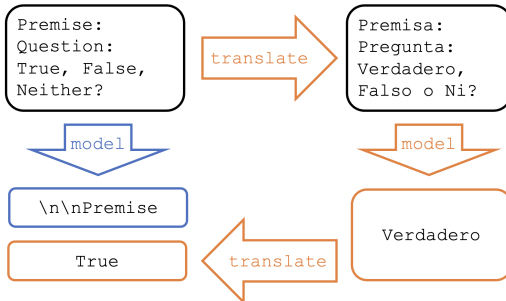 Premise:
Question:
True, False,
Neither?
translate
Premisa:
Pregunta:
Verdadero,
Falso o Ni?
model
model
\n\nPremise
True
translate
Verdadero